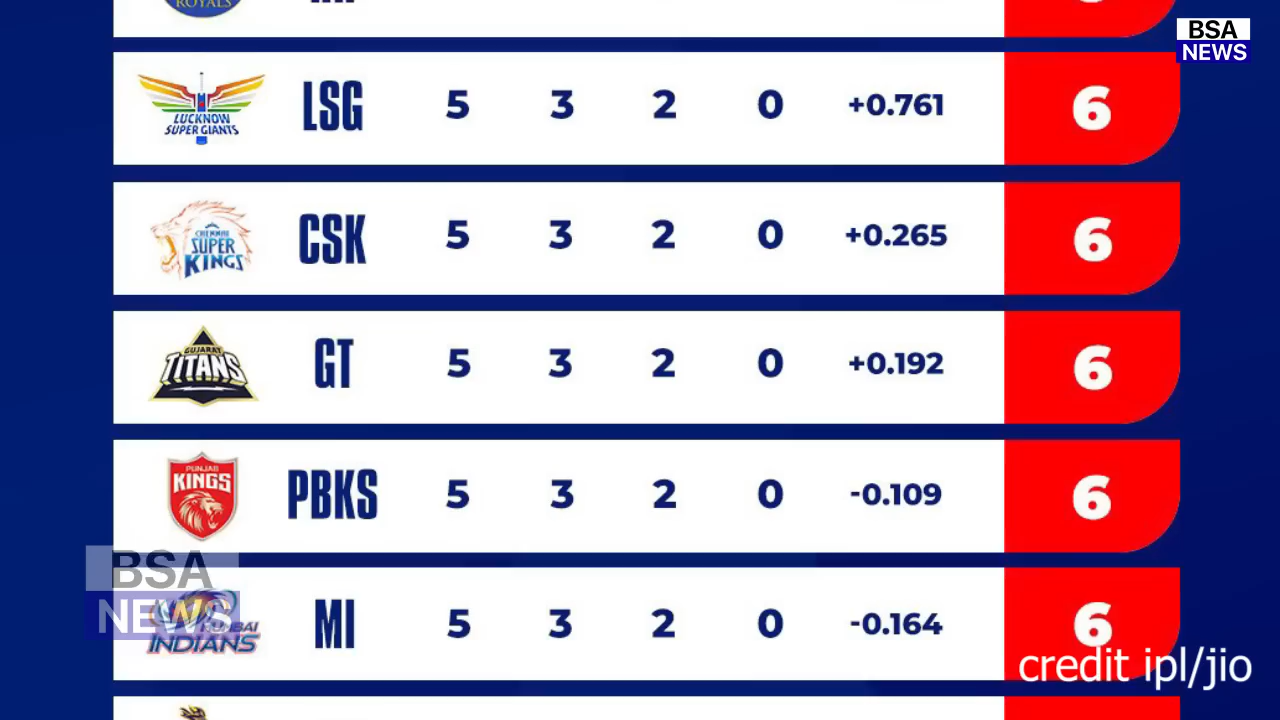 ROYALS
BSA
NEWS
LUCKNOW
SUPER GIANTS
LSG 5 3 2 0 +0.761 6
CHENNAI
SUPER
KINGS
CSK 5 3 2 0 +0.265 6
GUJARAT
TITANS
GT 5 3 2 0 +0.192 6
PUNJAB
KINGS
PBKS 5 3 2 0 -0.109 6
BSA
NEWS
MUMBAI
INDIANS
MI 5 3 2 0 -0.164 6
credit ipl/jio